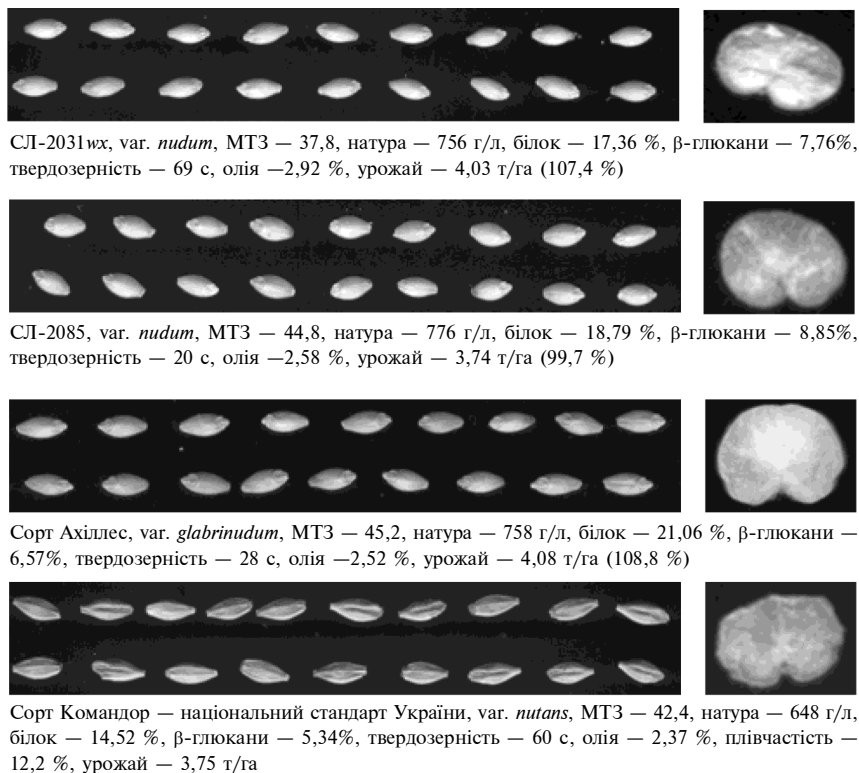 СЛ-2031wx, var. nudum, МТЗ — 37,8, натура — 756 г/л, білок — 17,36 %, β-глюкани — 7,76%,
твердозерність — 69 с, олія —2,92 %, урожай — 4,03 т/га (107,4 %)
СЛ-2085, var. nudum, МТЗ — 44,8, натура — 776 г/л, білок — 18,79 %, β-глюкани — 8,85%,
твердозерність — 20 с, олія —2,58 %, урожай — 3,74 т/га (99,7 %)
Сорт Ахіллес, var. glabrinudum, МТЗ — 45,2, натура — 758 г/л, білок — 21,06 %, β-глюкани —
6,57%, твердозерність — 28 с, олія —2,52 %, урожай — 4,08 т/га (108,8 %)
Сорт Командор — національний стандарт України, var. nutans, МТЗ — 42,4, натура — 648 г/л,
білок — 14,52 %, β-глюкани — 5,34%, твердозерність — 60 с, олія — 2,37 %, плівчастість —
12,2 %, урожай — 3,75 т/га